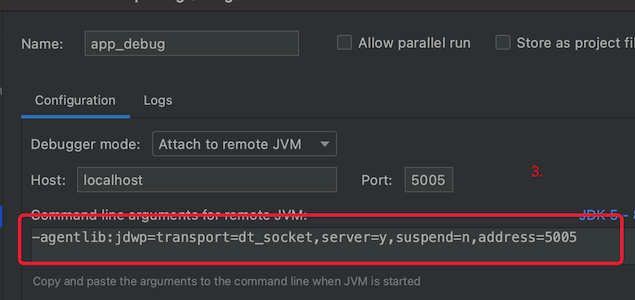 Name: app_debug Allow parallel run Store as project fil
Configuration Logs
Debugger mode: Attach to remote JVM
Host: localhost Port: 5005
3.
Command line arguments for remote JVM: JDK 5 - 8
-agentlib:jdwp=transport=dt_socket,server=y,suspend=n,address=5005
Copy and paste the arguments to the command line when JVM is started